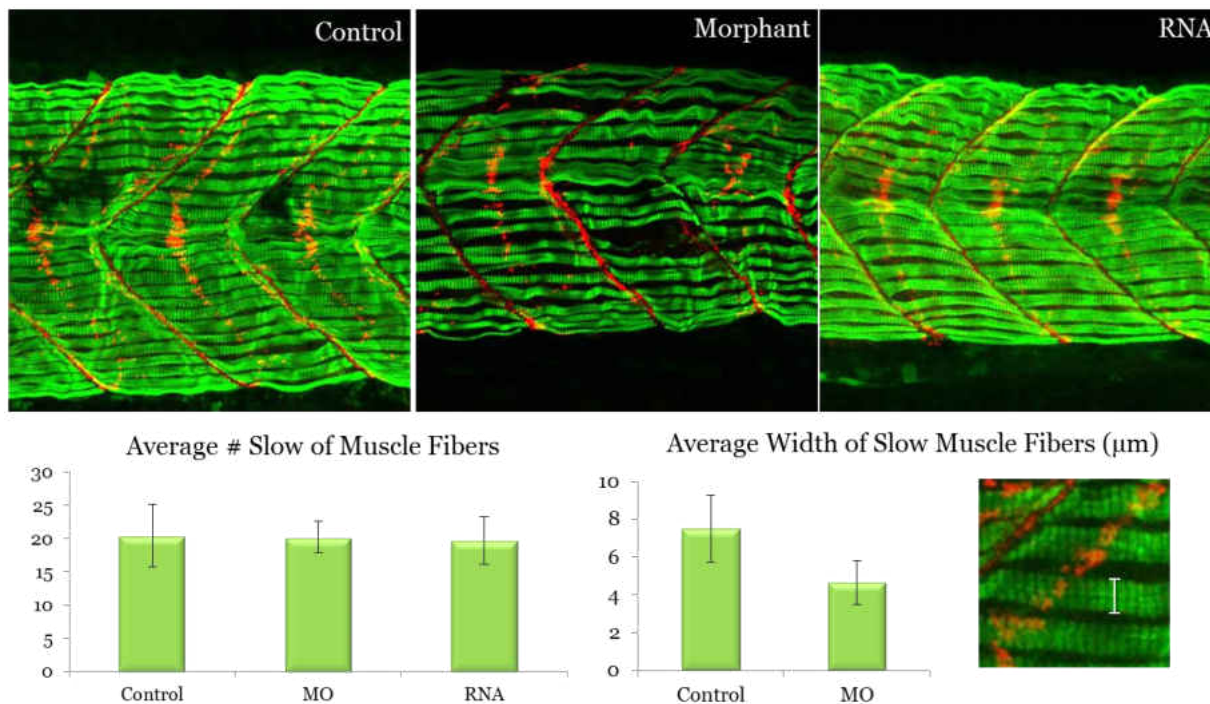 Control
Morphant
RNA
Average # Slow of Muscle Fibers
30
25
20
15
10
5
0
Control
MO
RNA
Average Width of Slow Muscle Fibers (µm)
10
8
6
4
2
0
Control
MO